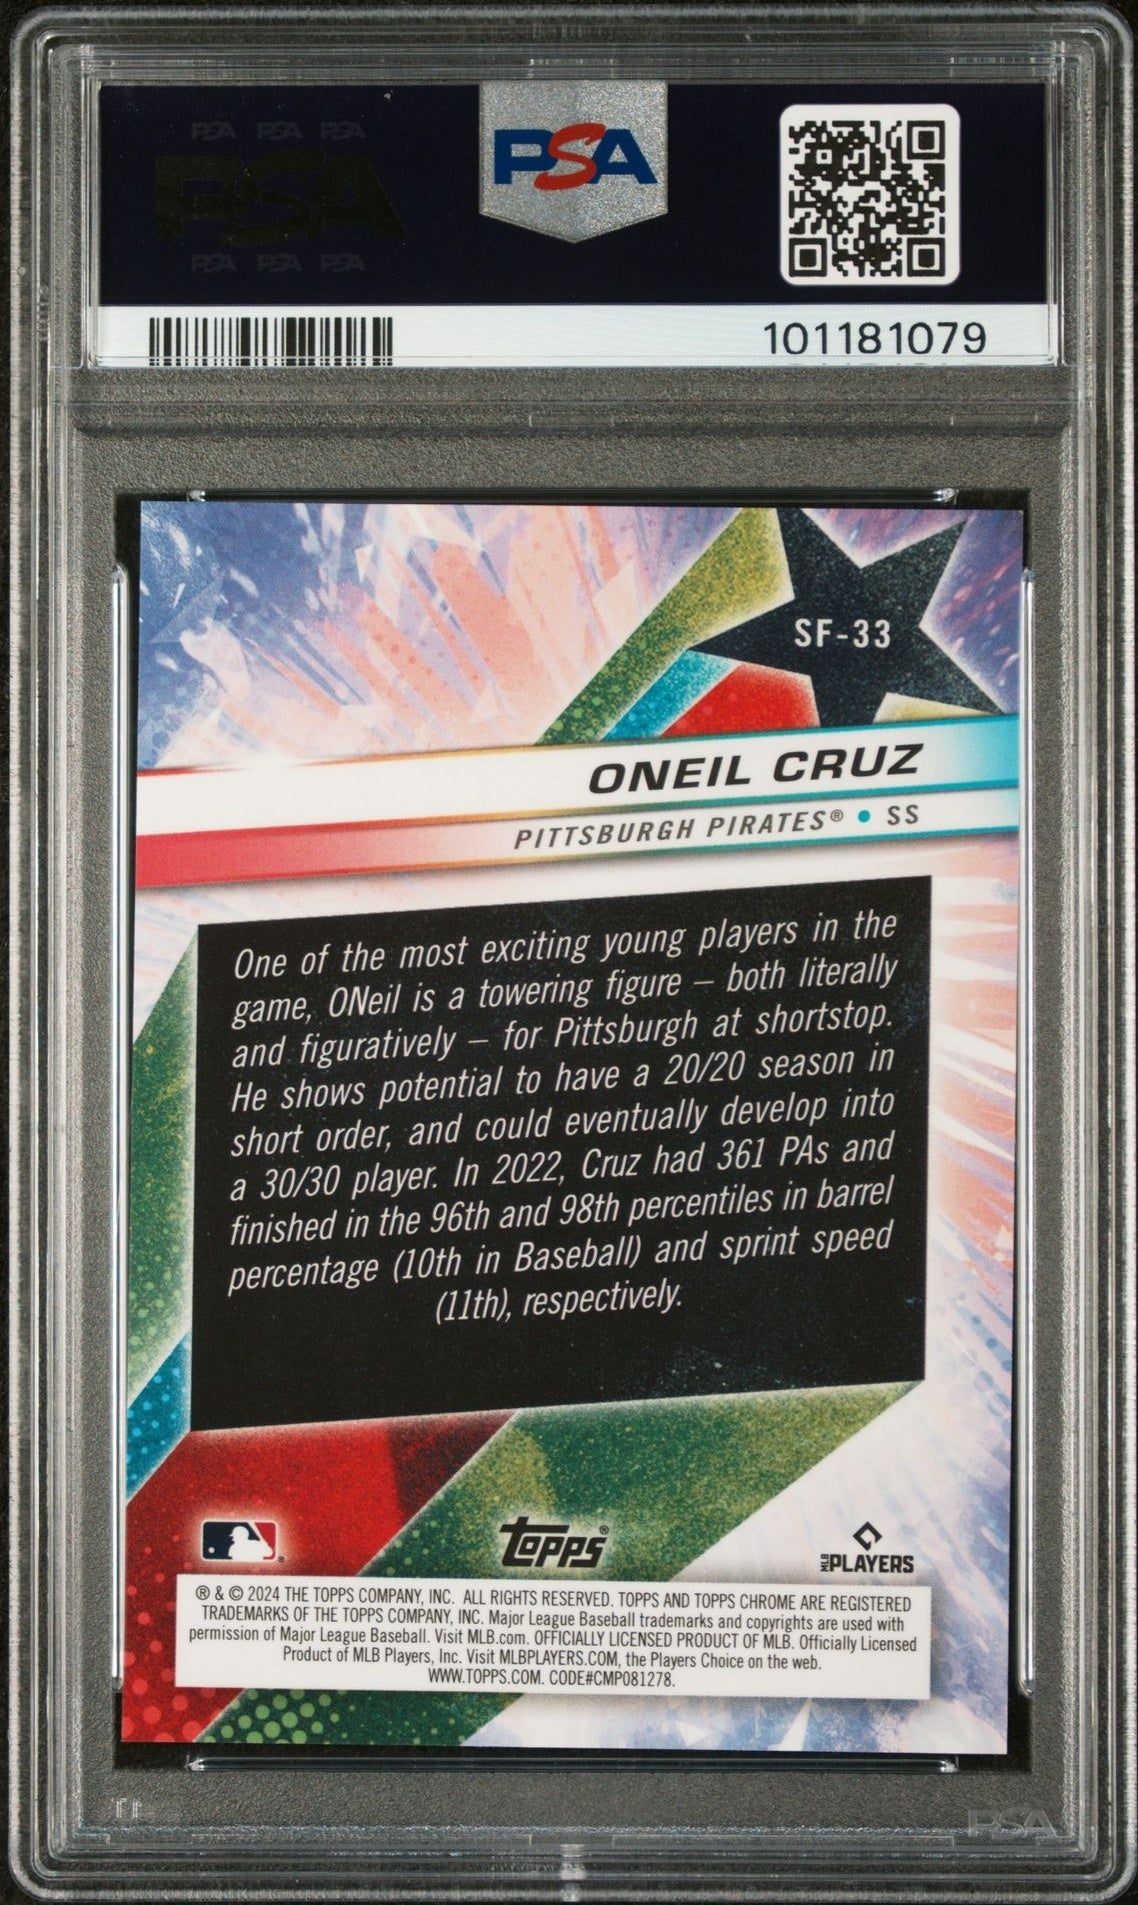 PSA PSA PSA
PSA
PSA PSA PSA
PSA
101181079
SF-33
ONEIL CRUZ
PITTSBURGH PIRATES® • SS
One of the most exciting young players in the
game, ONeil is a towering figure – both literally
and figuratively – for Pittsburgh at shortstop.
He shows potential to have a 20/20 season in
short order, and could eventually develop into
a 30/30 player. In 2022, Cruz had 361 PAs and
finished in the 96th and 98th percentiles in barrel
percentage (10th in Baseball) and sprint speed
(11th), respectively.
topps®
MLB PLAYERS
® & © 2024 THE TOPPS COMPANY, INC. ALL RIGHTS RESERVED. TOPPS AND TOPPS CHROME ARE REGISTERED
TRADEMARKS OF THE TOPPS COMPANY, INC. Major League Baseball trademarks and copyrights are used with
permission of Major League Baseball. Visit MLB.com. OFFICIALLY LICENSED PRODUCT OF MLB. Officially Licensed
Product of MLB Players, Inc. Visit MLBPLAYERS.COM, the Players Choice on the web.
WWW.TOPPS.COM. CODE#CMP081278.
PSA